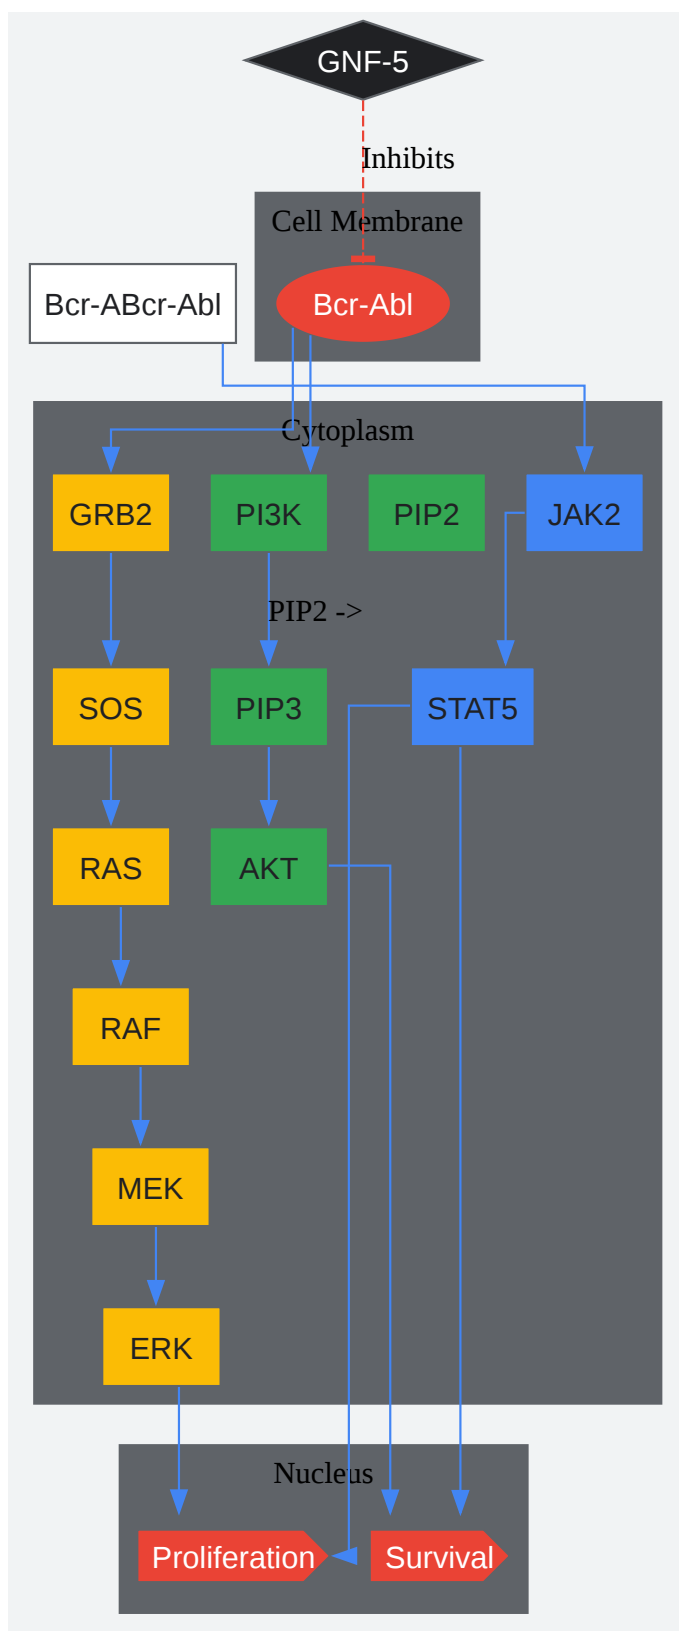 GNF-5
Inhibits
Cell Membrane
Bcr-ABcr-Abl
Bcr-Abl
Cytoplasm
GRB2
PI3K
PIP2
JAK2
PIP2 ->
SOS
PIP3
STAT5
RAS
AKT
RAF
MEK
ERK
Nucleus
Proliferation
Survival